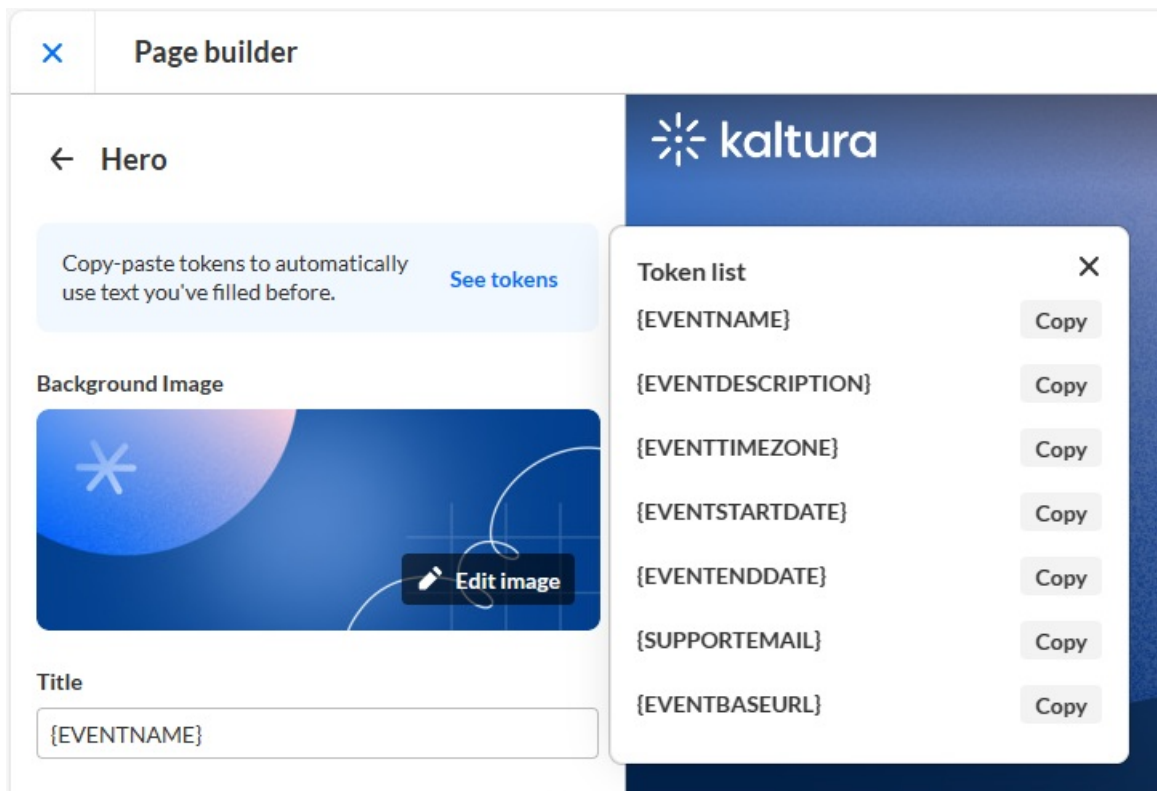 Page builder
Hero
kaltura
Copy-paste tokens to automatically
use text you've filled before.
See tokens
Background Image
Edit image
Title
{EVENTNAME}
Token list
{EVENTNAME} Copy
{EVENTDESCRIPTION} Copy
{EVENTTIMEZONE} Copy
{EVENTSTARTDATE} Copy
{EVENTENDDATE} Copy
{SUPPORTEMAIL} Copy
{EVENTBASEURL} Copy